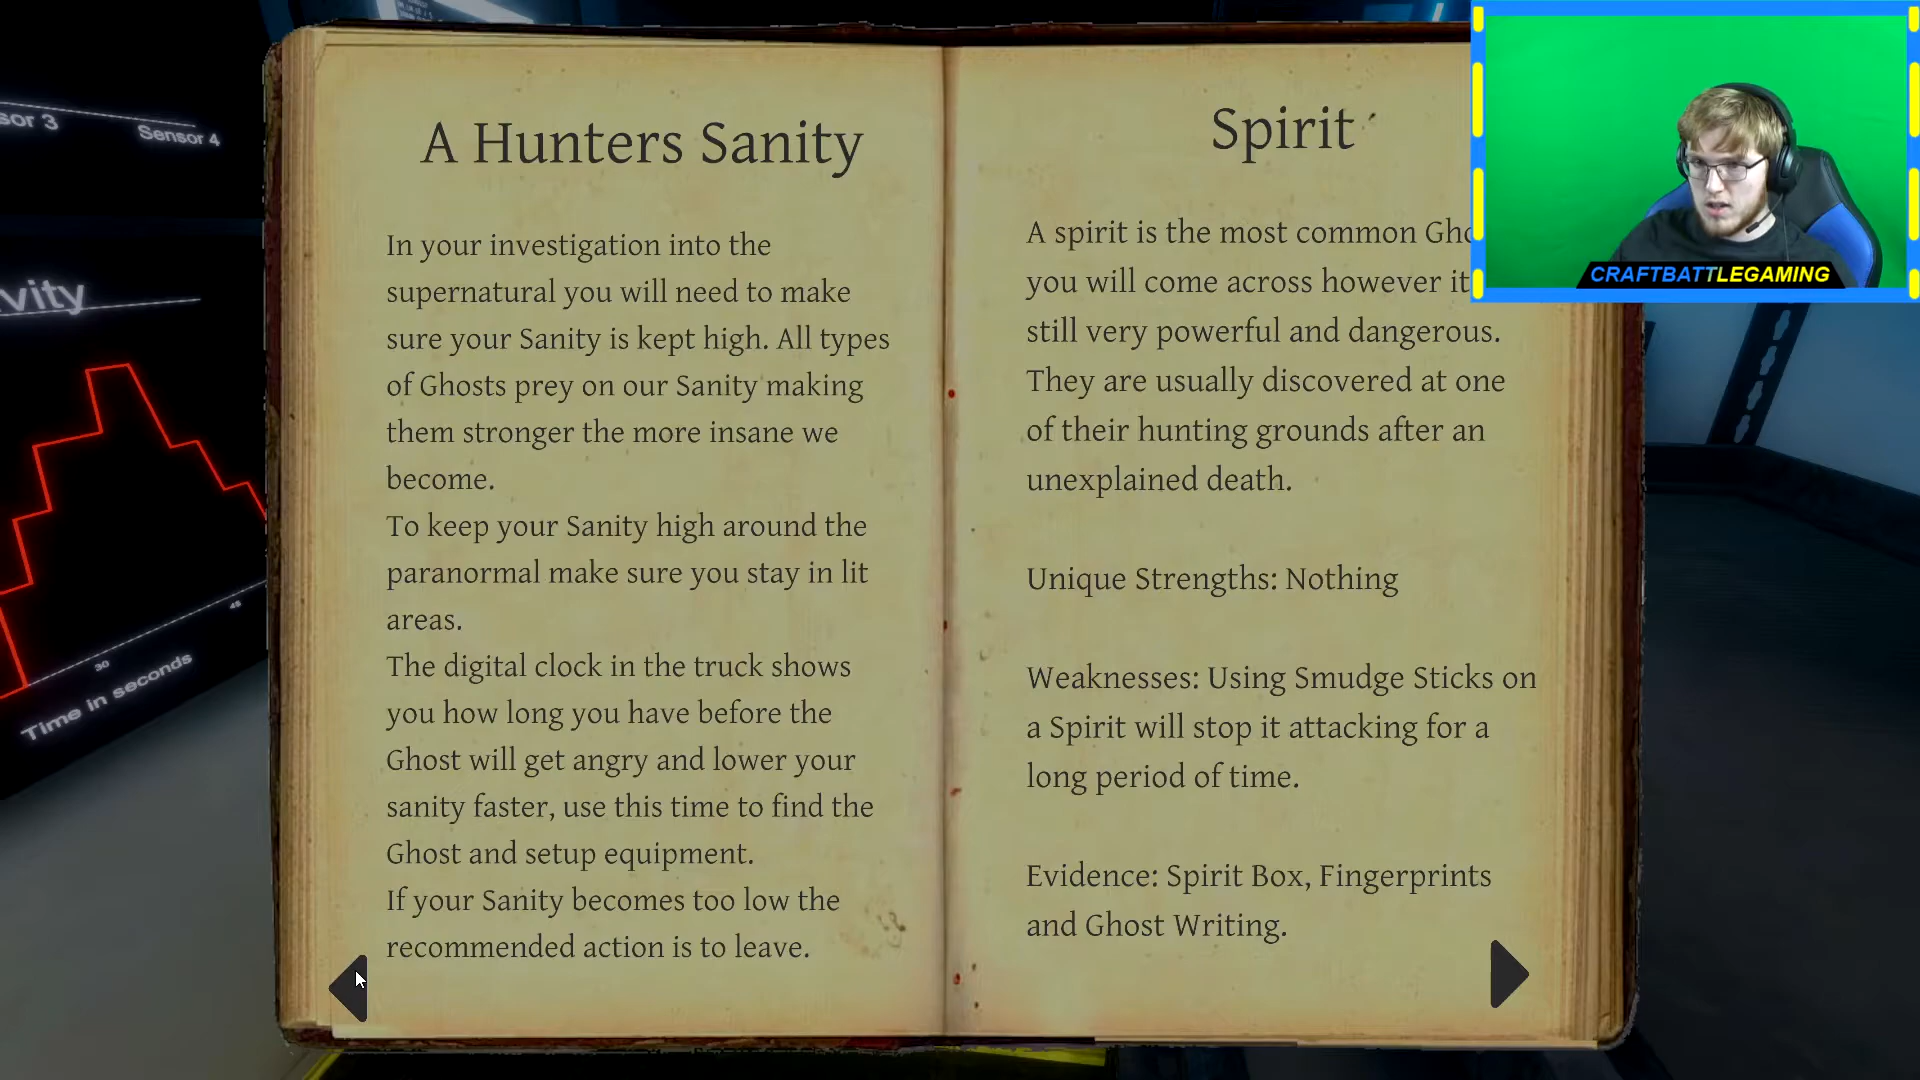 sor 3
Sensor 4
vity
30
45
Time in seconds
A Hunters Sanity
In your investigation into the
supernatural you will need to make
sure your Sanity is kept high. All types
of Ghosts prey on our Sanity making
them stronger the more insane we
become.
To keep your Sanity high around the
paranormal make sure you stay in lit
areas.
The digital clock in the truck shows
you how long you have before the
Ghost will get angry and lower your
sanity faster, use this time to find the
Ghost and setup equipment.
If your Sanity becomes too low the
recommended action is to leave.
Spirit
A spirit is the most common Gho
you will come across however it
still very powerful and dangerous.
They are usually discovered at one
of their hunting grounds after an
unexplained death.
Unique Strengths: Nothing
Weaknesses: Using Smudge Sticks on
a Spirit will stop it attacking for a
long period of time.
Evidence: Spirit Box, Fingerprints
and Ghost Writing.
CRAFTBATTLEGAMING